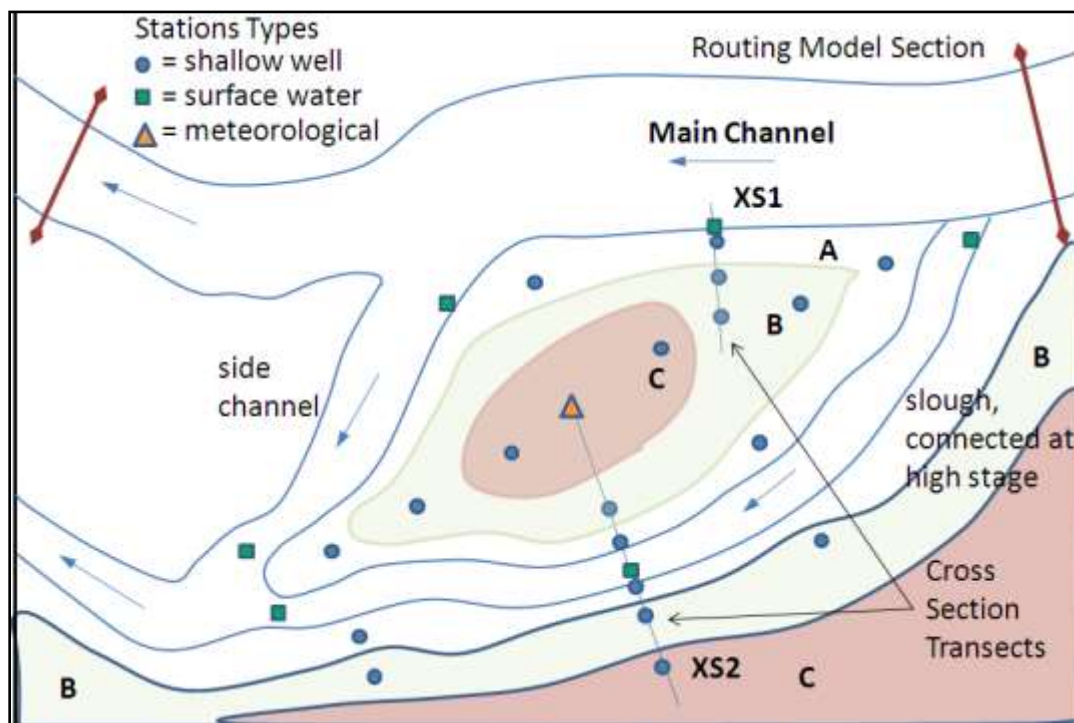 Stations Types
= shallow well
= surface water
= meteorological
Routing Model Section
Main Channel
XS1
A
B
B
C
side
channel
slough,
connected at
high stage
Cross
Section
Transects
XS2
C
B